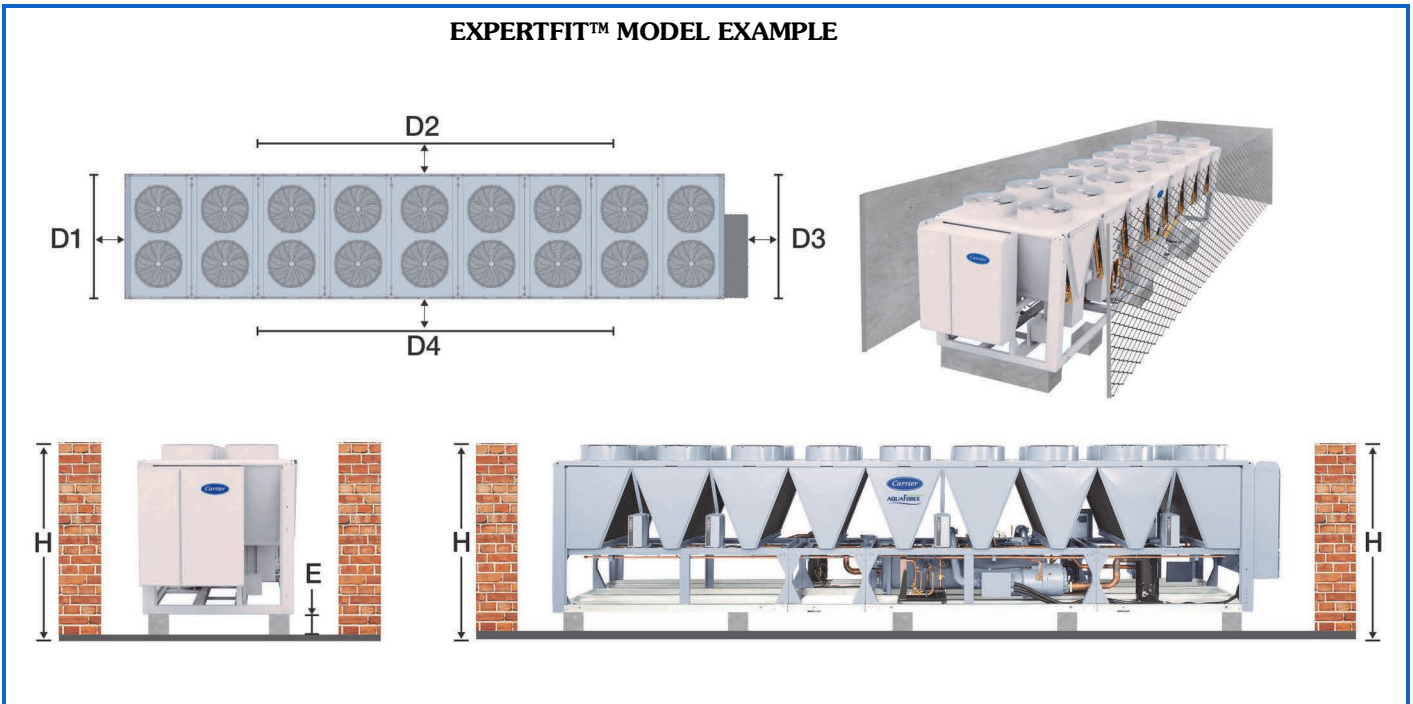 EXPERTFIT™ MODEL EXAMPLE
D2
D1
D3
D4
Carrier
H
Carrier
E
H
Carrier
AQUAFORCE
H